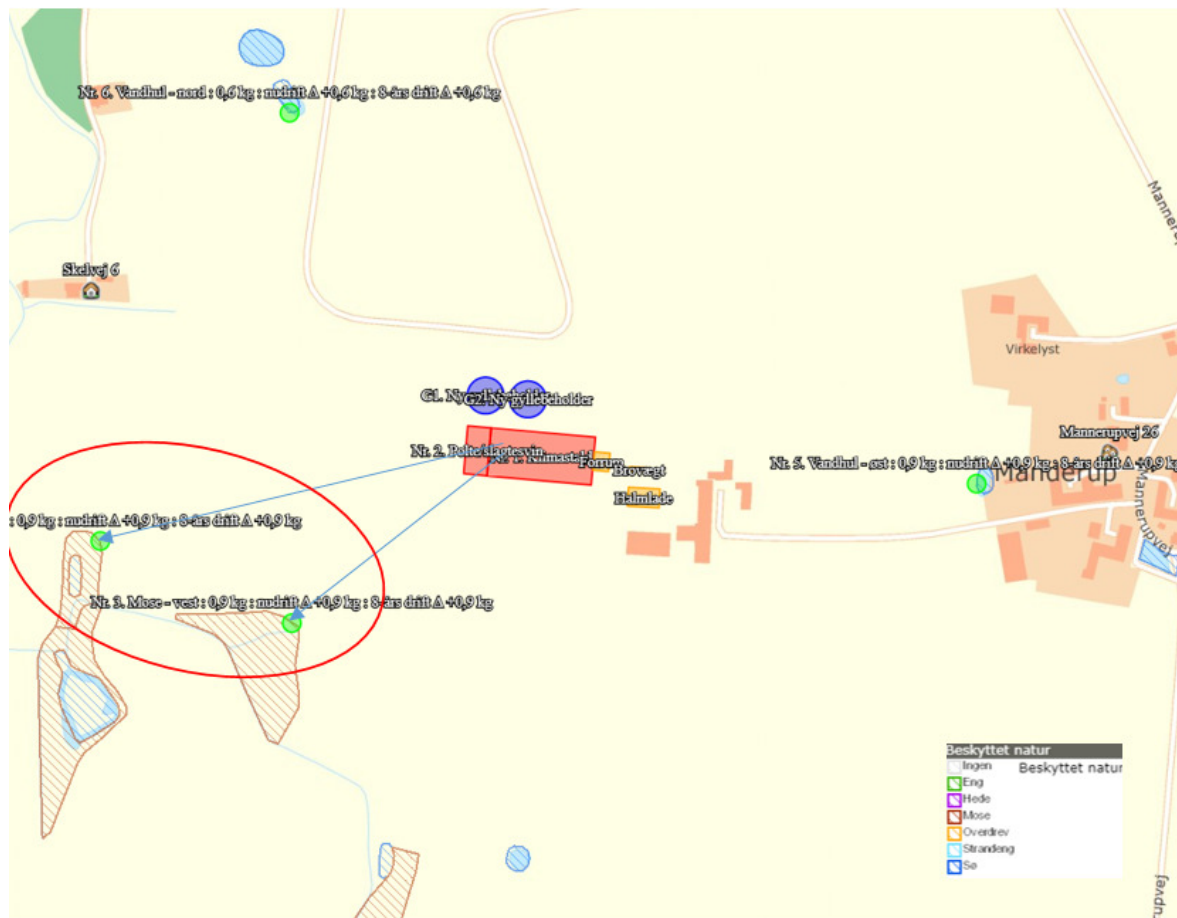 Nr. 6. Vandhul - nord : 0,6 kg : nudrift Δ +0,6 kg : 8-års drift Δ +0,6 kg
Mannerup
Skelvej 6
Virkelyst
G1. Ny
G2. Ny gyllebeholder
Mannerupvej 26
Nr. 2. Polte/slagtesvin
Nr. 1. Klimastald
Forrum
Nr. 5. Vandhul - øst : 0,9 kg : nudrift Δ +0,9 kg : 8-års drift Δ +0,9 kg
Brovægt
Manderup
Halmlade
Mannerupvej
: 0,9 kg : nudrift Δ +0,9 kg : 8-års drift Δ +0,9 kg
Nr. 3. Mose - vest : 0,9 kg : nudrift Δ +0,9 kg : 8-års drift Δ +0,9 kg
Beskyttet natur
Ingen Beskyttet natur
Eng
Hede
Mose
Overdrev
Strandeng
Sø